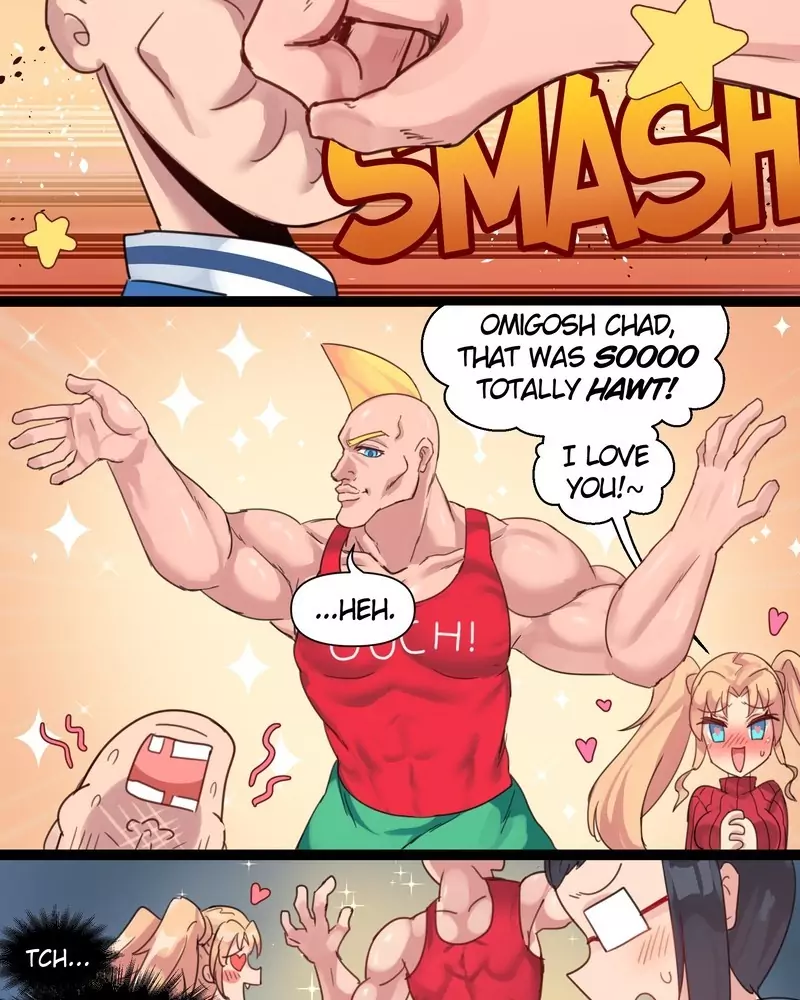 SMASH
OMIGOSH CHAD,
THAT WAS SOOOO
TOTALLY HAWT!
I LOVE
YOU!~
...HEH.
OUCH!
TCH...